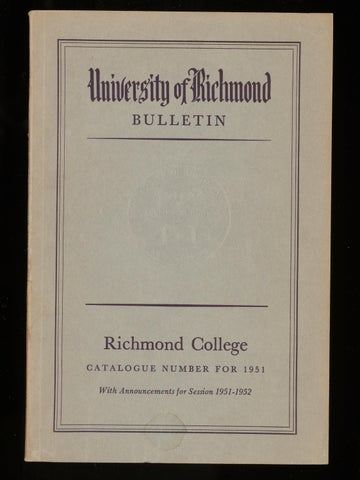 University of Richmond
BULLETIN
Richmond College
CATALOGUE NUMBER FOR 1951
With Announcements for Session 1951-1952